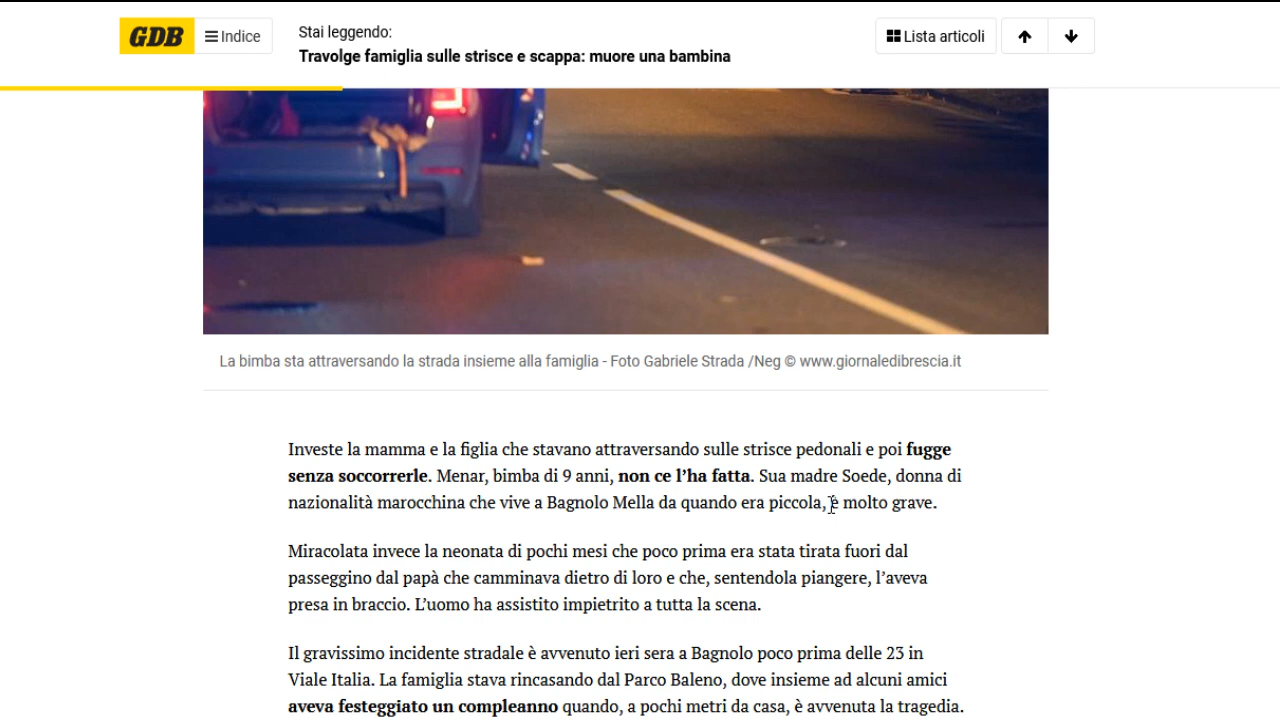 GDB
Indice
Stai leggendo:
Travolge famiglia sulle strisce e scappa: muore una bambina
Lista articoli
La bimba sta attraversando la strada insieme alla famiglia - Foto Gabriele Strada /Neg © www.giornaledibrescia.it
Investe la mamma e la figlia che stavano attraversando sulle strisce pedonali e poi fugge
senza soccorrerle. Menar, bimba di 9 anni, non ce l’ha fatta. Sua madre Soede, donna di
nazionalità marocchina che vive a Bagnolo Mella da quando era piccola, è molto grave.
Miracolata invece la neonata di pochi mesi che poco prima era stata tirata fuori dal
passeggino dal papà che camminava dietro di loro e che, sentendola piangere, l’aveva
presa in braccio. L’uomo ha assistito impietrito a tutta la scena.
Il gravissimo incidente stradale è avvenuto ieri sera a Bagnolo poco prima delle 23 in
Viale Italia. La famiglia stava rincasando dal Parco Baleno, dove insieme ad alcuni amici
aveva festeggiato un compleanno quando, a pochi metri da casa, è avvenuta la tragedia.